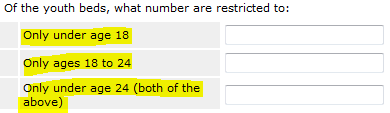 Of the youth beds, what number are restricted to:
Only under age 18
Only ages 18 to 24
Only under age 24 (both of the
above)